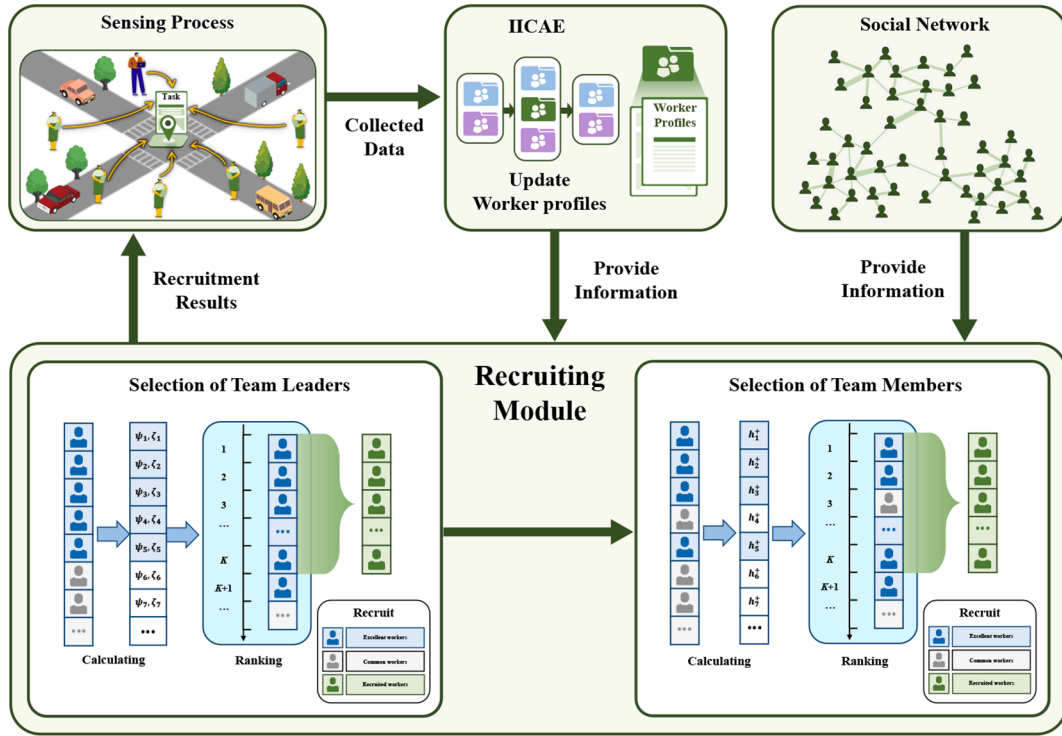 Sensing Process
Task
Collected
Data
IICAE
Worker
Profiles
Update
Worker profiles
Social Network
Recruitment
Results
Provide
Information
Provide
Information
Recruiting
Module
Selection of Team Leaders
ψ₁, ζ₁
ψ₂, ζ₂
ψ₃, ζ₃
ψ₄, ζ₄
ψ₅, ζ₅
ψ₆, ζ₆
ψ₇, ζ₇
...
...
1
2
3
...
K
K+1
...
...
...
...
Calculating
Ranking
Recruit
Excellent workers
Common workers
Recruited workers
Selection of Team Members
h₁⁺
h₂⁺
h₃⁺
h₄⁺
h₅⁺
h₆⁺
h₇⁺
...
...
1
2
3
...
K
K+1
...
...
...
...
Calculating
Ranking
Recruit
Excellent workers
Common workers
Recruited workers